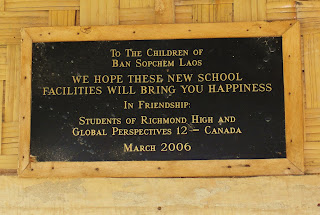 To The Children of
Ban Sopchem Laos
We hope these new school
facilities will bring you happiness
In Friendship:
Students of Richmond High and
Global Perspectives 12 – Canada
March 2006